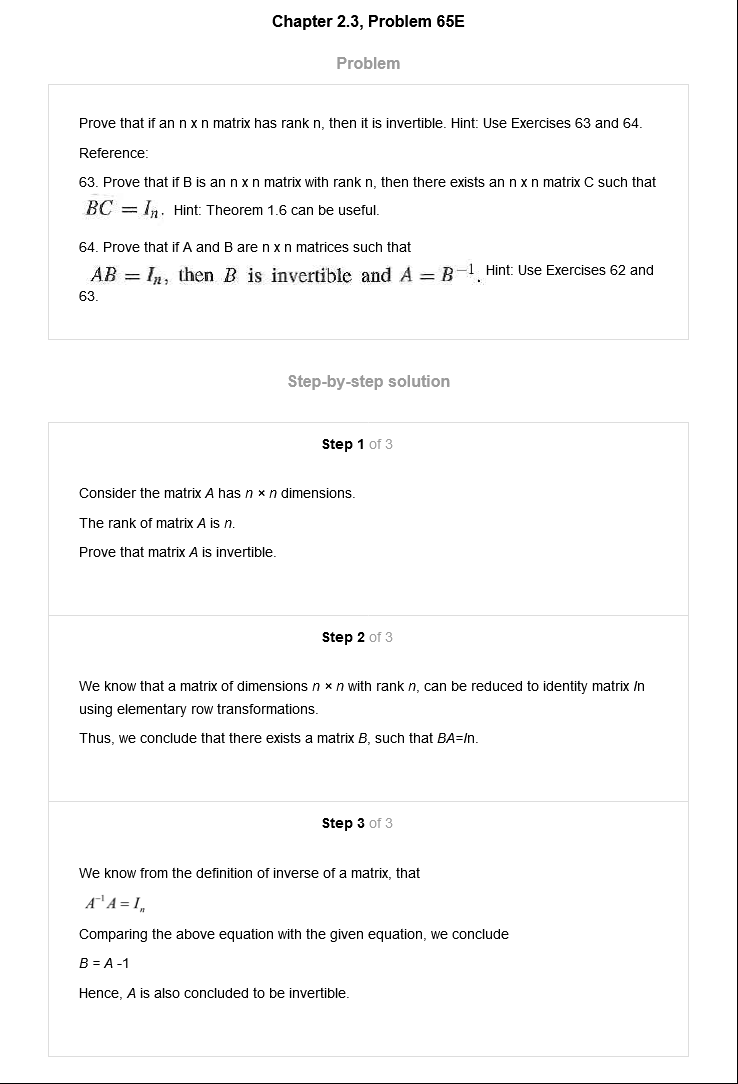 Chapter 2.3, Problem 65E
Problem
Prove that if an n x n matrix has rank n, then it is invertible. Hint: Use Exercises 63 and 64.
Reference:
63. Prove that if B is an n x n matrix with rank n, then there exists an n x n matrix C such that
BC = Iₙ. Hint: Theorem 1.6 can be useful.
64. Prove that if A and B are n x n matrices such that
AB = Iₙ, then B is invertible and A = B⁻¹. Hint: Use Exercises 62 and
63.
Step-by-step solution
Step 1 of 3
Consider the matrix A has n × n dimensions.
The rank of matrix A is n.
Prove that matrix A is invertible.
Step 2 of 3
We know that a matrix of dimensions n × n with rank n, can be reduced to identity matrix In
using elementary row transformations.
Thus, we conclude that there exists a matrix B, such that BA=In.
Step 3 of 3
We know from the definition of inverse of a matrix, that
A⁻¹A = Iₙ
Comparing the above equation with the given equation, we conclude
B = A -1
Hence, A is also concluded to be invertible.